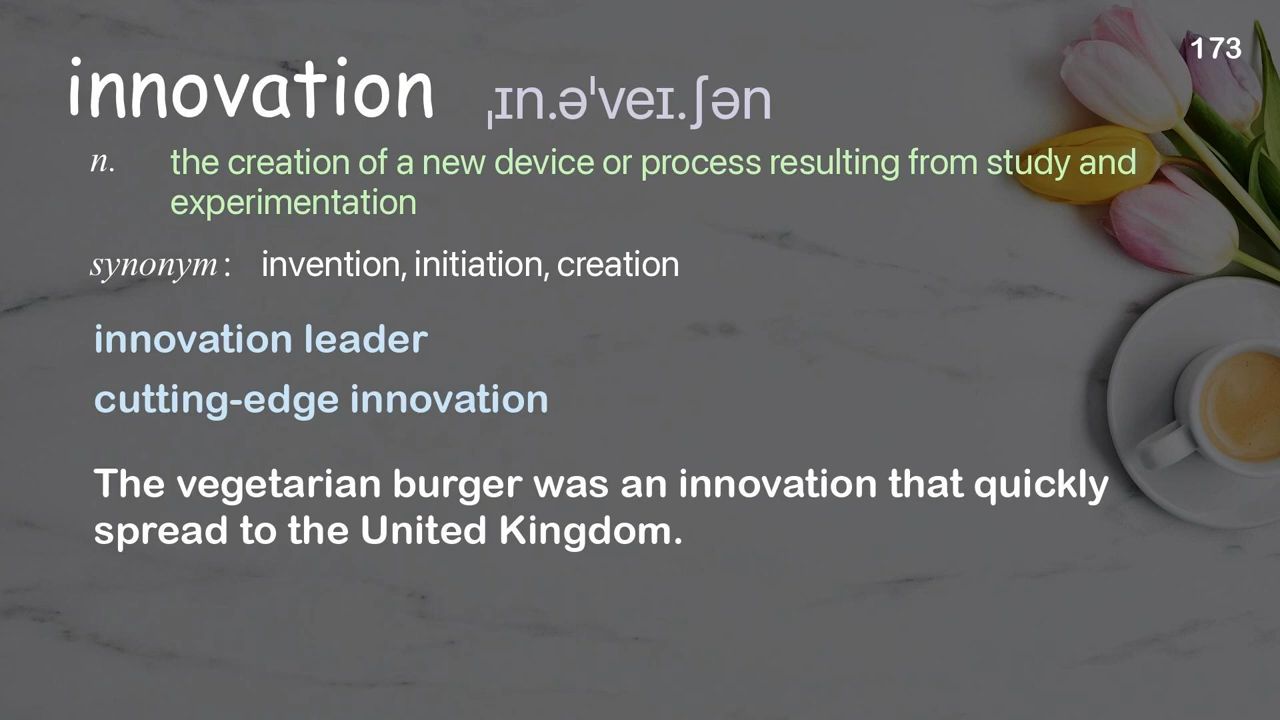 173
innovation ˌɪn.əˈveɪ.ʃən
n. the creation of a new device or process resulting from study and
experimentation
synonym: invention, initiation, creation
innovation leader
cutting-edge innovation
The vegetarian burger was an innovation that quickly
spread to the United Kingdom.